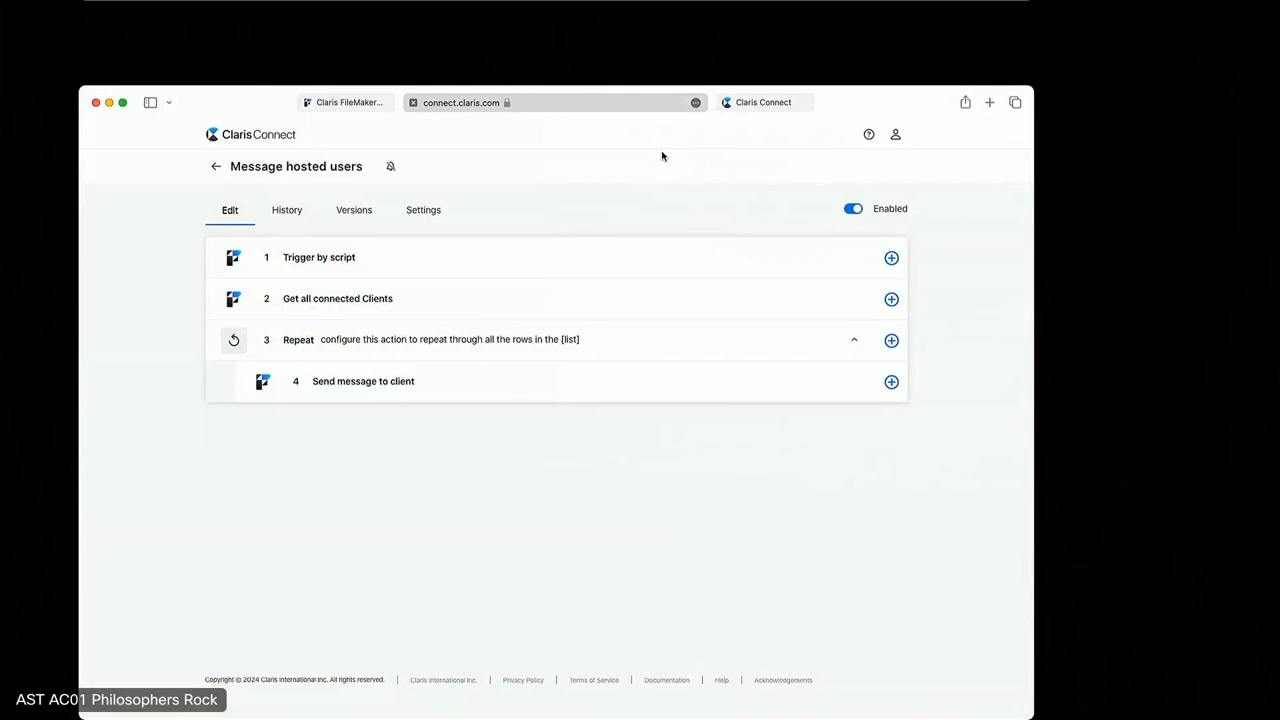 Claris FileMaker...
connect.claris.com
Claris Connect
Claris Connect
Message hosted users
Edit
History
Versions
Settings
Enabled
1 Trigger by script
2 Get all connected Clients
3 Repeat configure this action to repeat through all the rows in the [list]
4 Send message to client
Copyright © 2024 Claris International Inc. All rights reserved.
Claris International Inc.
Privacy Policy
Terms of Service
Documentation
Help
Acknowledgements
AST AC01 Philosophers Rock